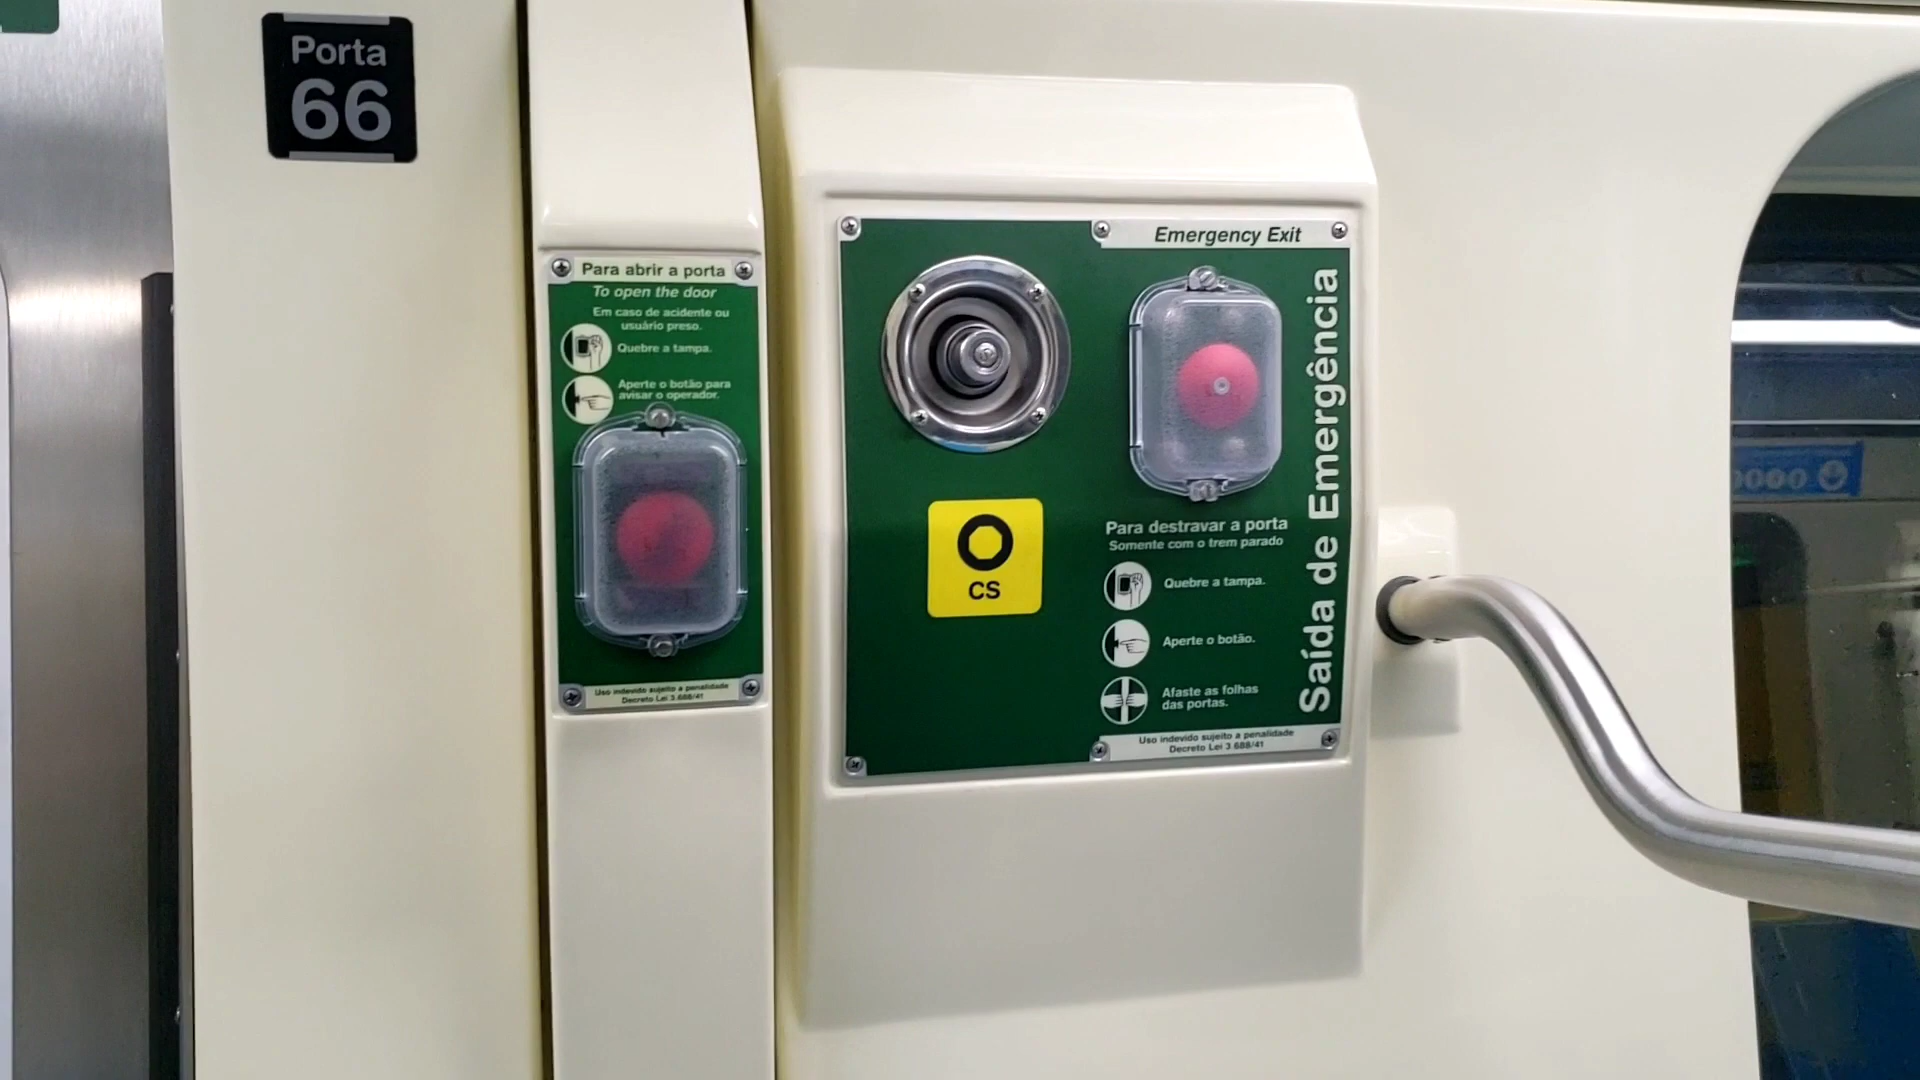 Porta
66
Para abrir a porta
To open the door
Em caso de acidente ou
usuário preso.
Quebre a tampa.
Aperte o botão para
avisar o operador.
Uso indevido sujeito a penalidade
Decreto Lei 3.688/41
Emergency Exit
Saída de Emergência
CS
Para destravar a porta
Somente com o trem parado
Quebre a tampa.
Aperte o botão.
Afaste as folhas
das portas.
Uso indevido sujeito a penalidade
Decreto Lei 3.688/41